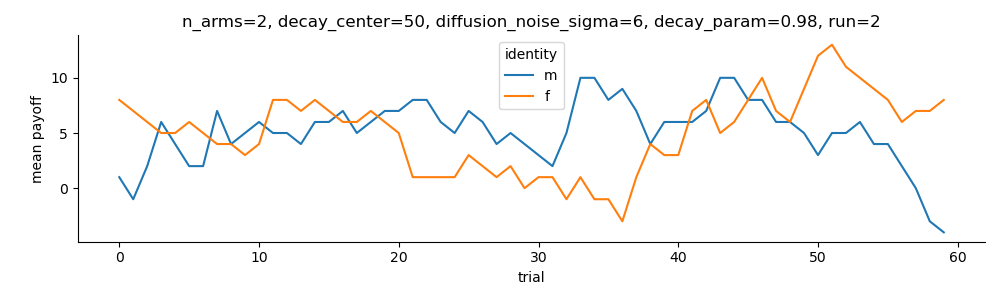 n_arms=2, decay_center=50, diffusion_noise_sigma=6, decay_param=0.98, run=2
identity
m
f
mean payoff
10
5
0
0
10
20
30
40
50
60
trial